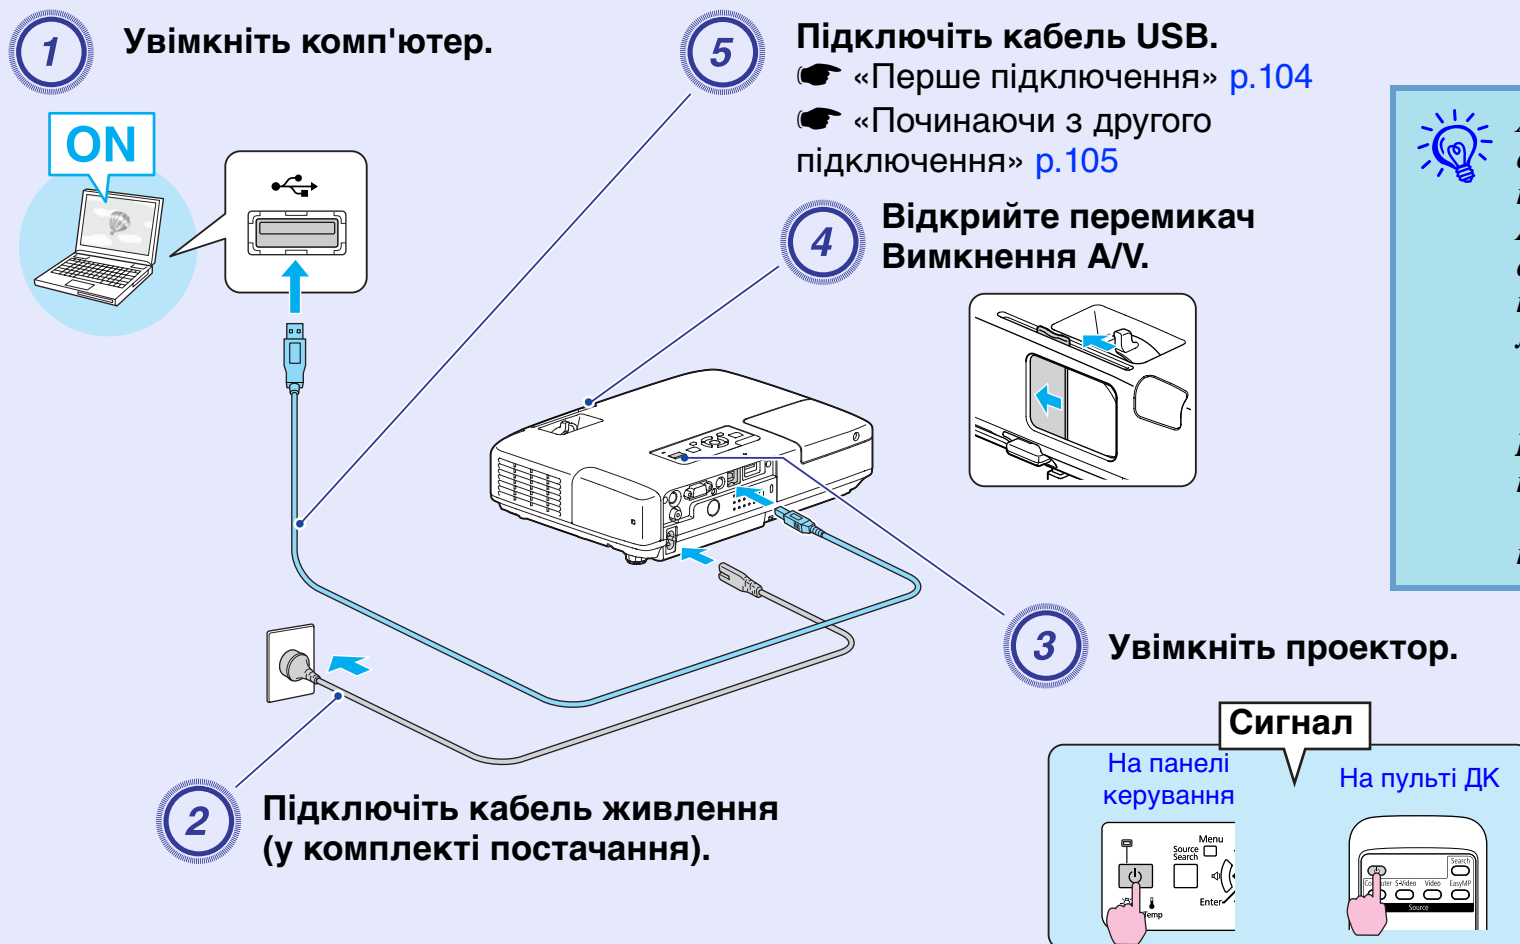 1
Увімкніть комп'ютер.
ON
5
Підключіть кабель USB.
☛ «Перше підключення» p.104
☛ «Починаючи з другого
підключення» p.105
4
Відкрийте перемикач
Вимкнення A/V.
3
Увімкніть проектор.
2
Підключіть кабель живлення
(у комплекті постачання).
Сигнал
На панелі
керування
Menu
Source
Search
Enter
Temp
На пульті ДК
Search
S-Video Video EasyMP
Source